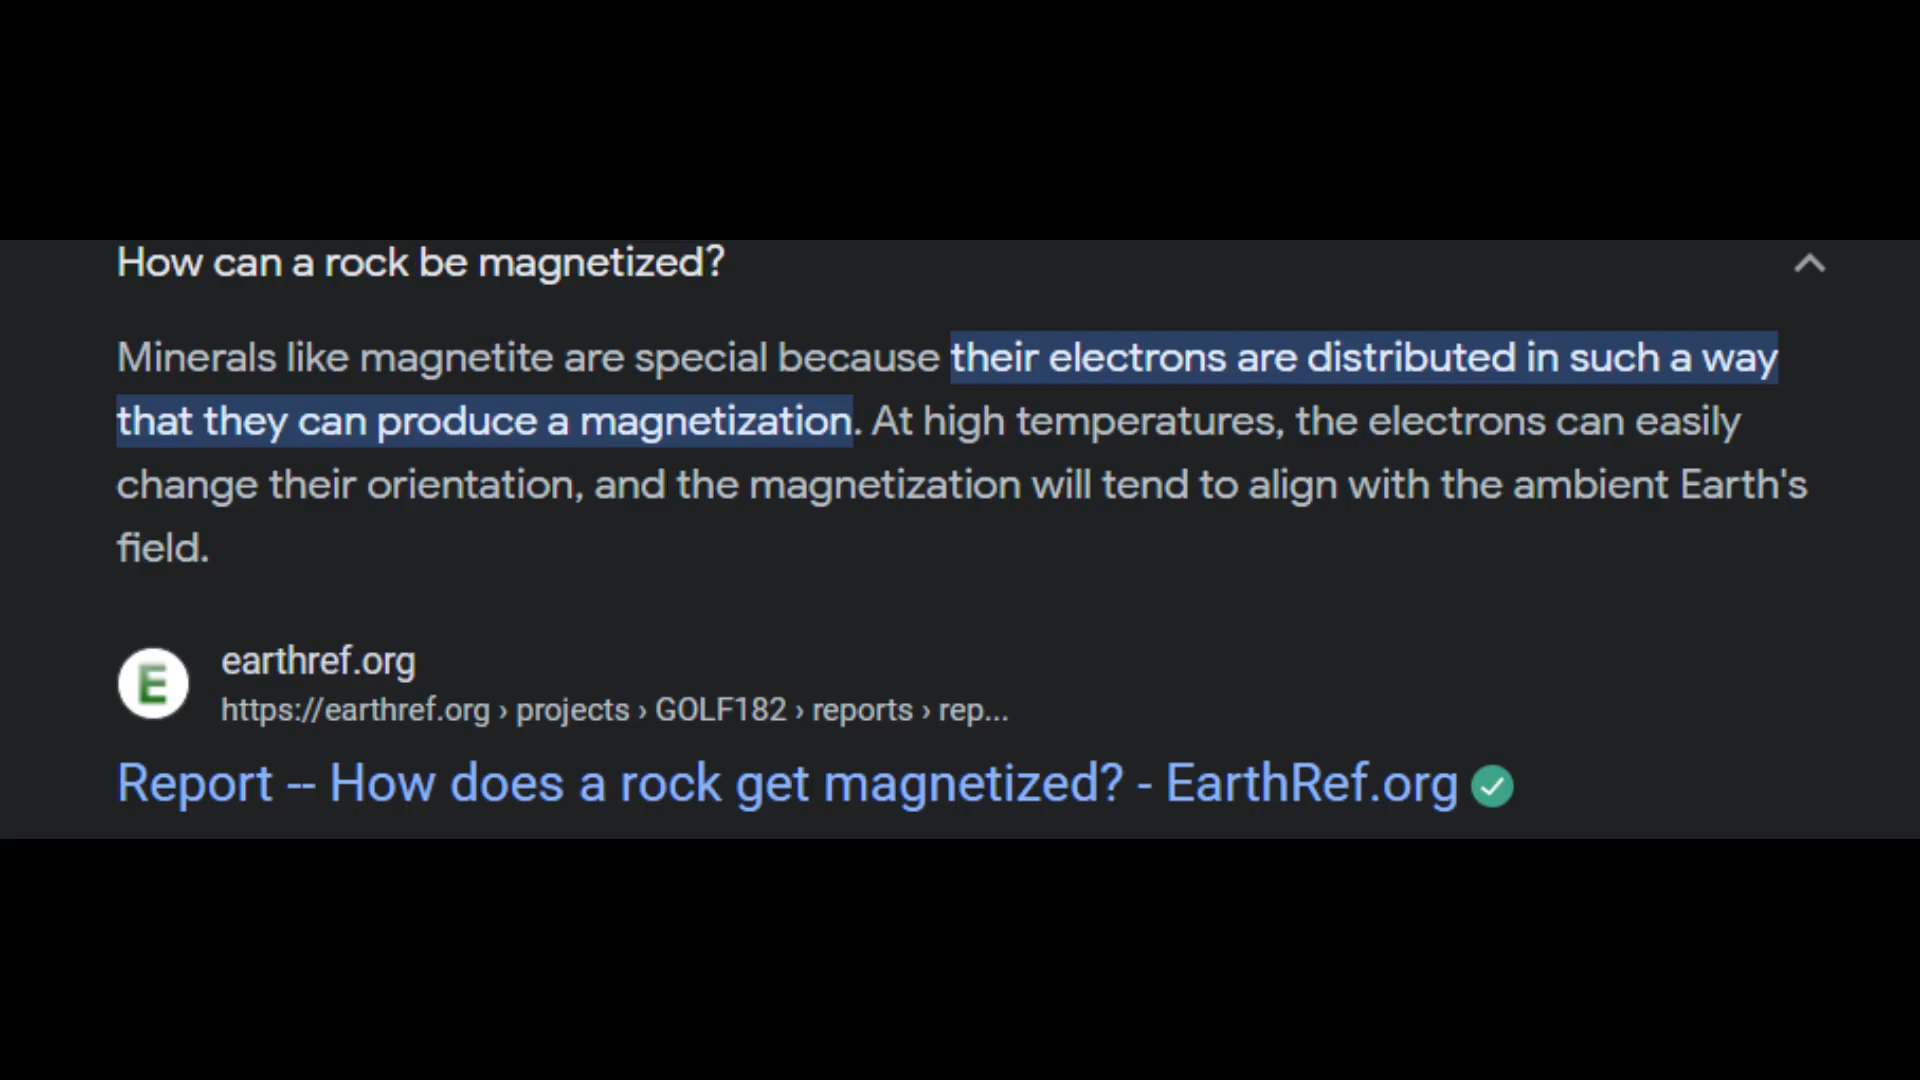 How can a rock be magnetized?
Minerals like magnetite are special because their electrons are distributed in such a way
that they can produce a magnetization. At high temperatures, the electrons can easily
change their orientation, and the magnetization will tend to align with the ambient Earth's
field.
E
earthref.org
https://earthref.org › projects › GOLF182 › reports › rep...
Report -- How does a rock get magnetized? - EarthRef.org